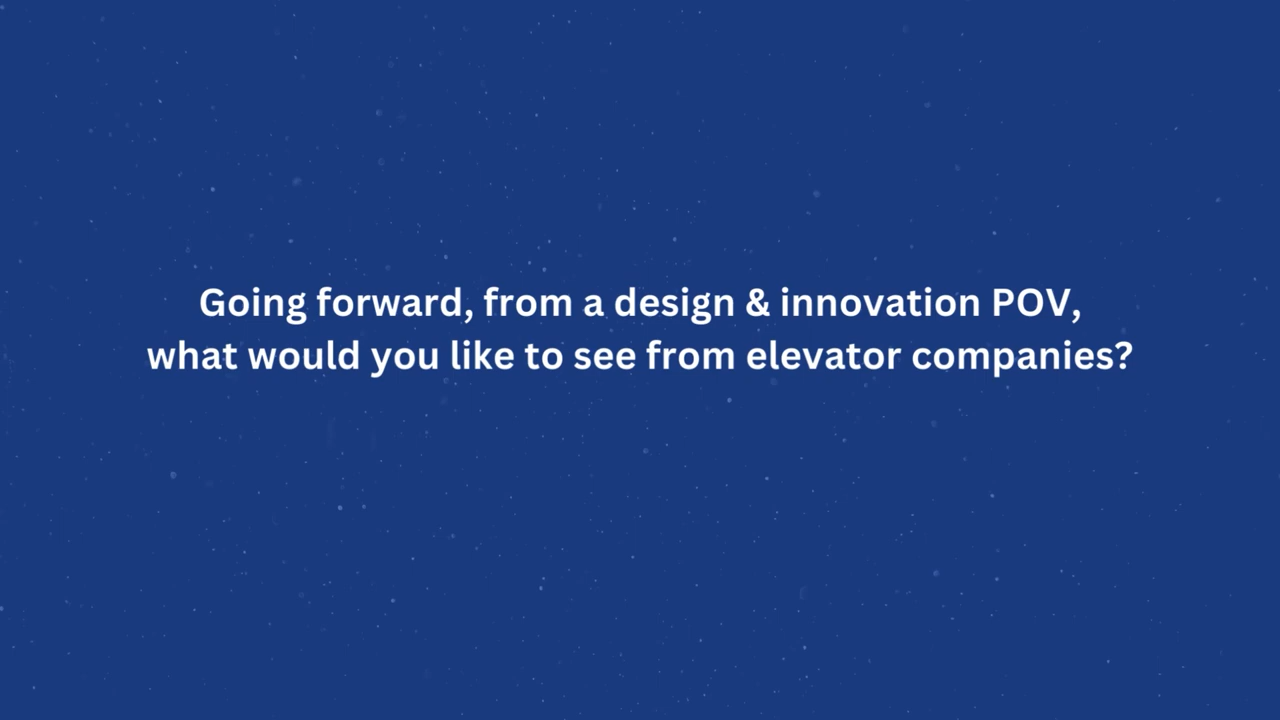 Going forward, from a design & innovation POV,
what would you like to see from elevator companies?